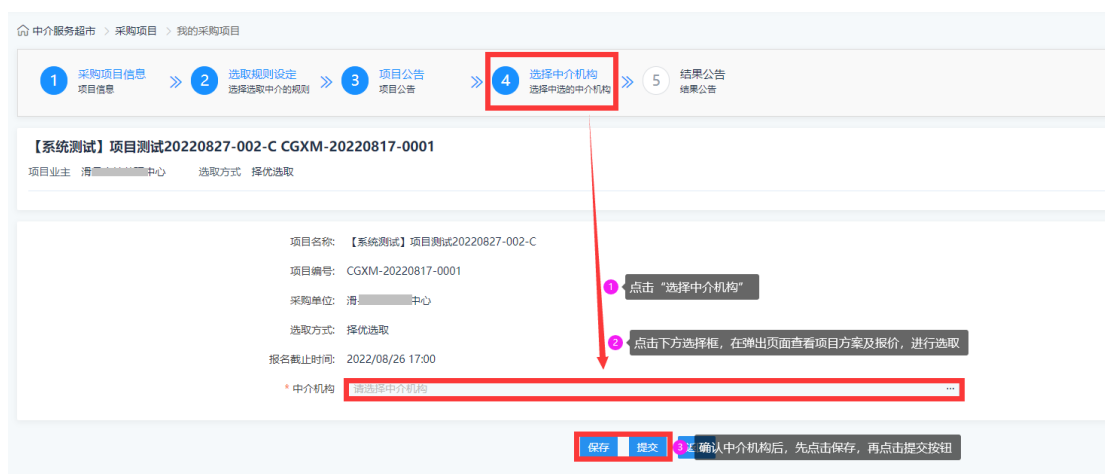 中介服务超市 > 采购项目 > 我的采购项目
1 采购项目信息 项目信息
2 选取规则设定 选择选取中介的规则
3 项目公告 项目公告
4 选择中介机构 选择中选的中介机构
5 结果公告 结果公告
【系统测试】项目测试20220827-002-C CGXM-20220817-0001
项目业主 滑 中心 选取方式 择优选取
项目名称: 【系统测试】项目测试20220827-002-C
项目编号: CGXM-20220817-0001
1 点击“选择中介机构”
采购单位: 滑 中心
选取方式: 择优选取
2 点击下方选择框，在弹出页面查看项目方案及报价，进行选取
报名截止时间: 2022/08/26 17:00
* 中介机构 请选择中介机构 ...
保存 提交 3 确认中介机构后，先点击保存，再点击提交按钮